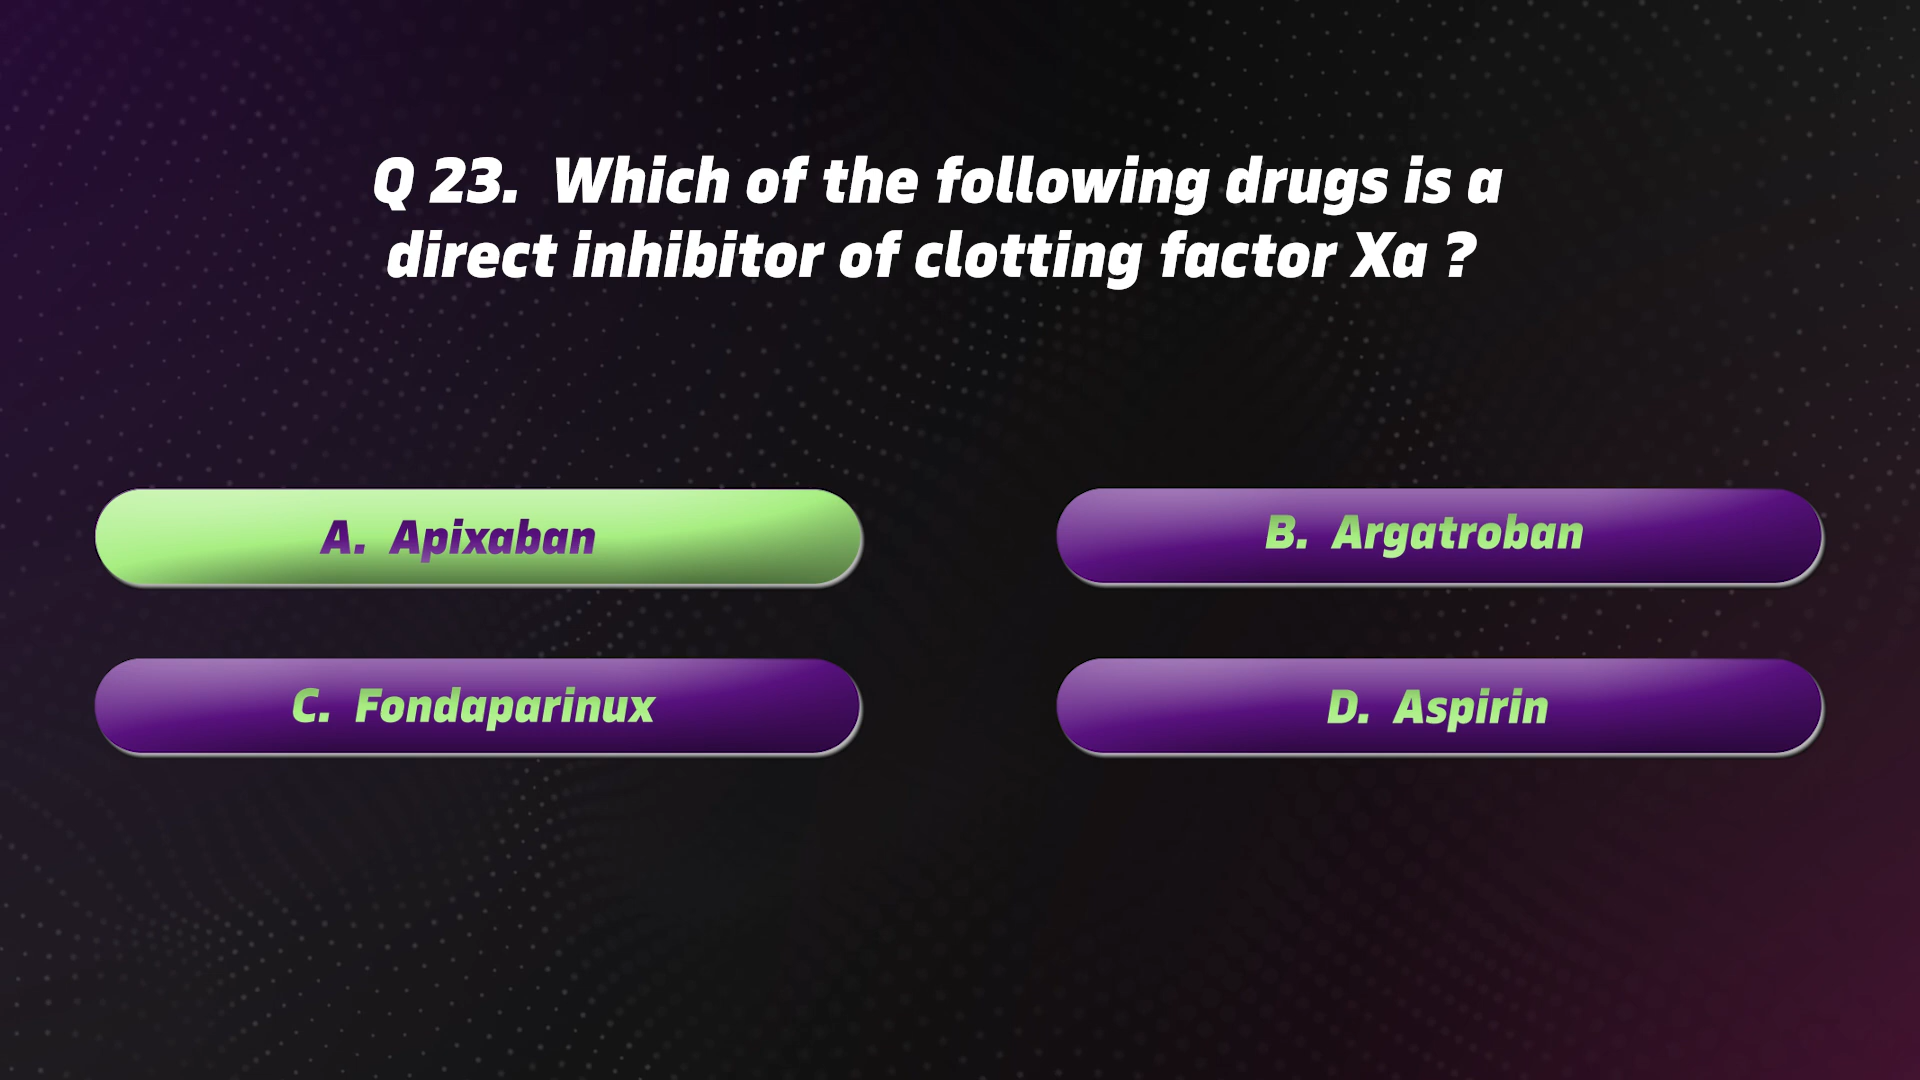 Q 23. Which of the following drugs is a
direct inhibitor of clotting factor Xa ?
A. Apixaban
B. Argatroban
C. Fondaparinux
D. Aspirin